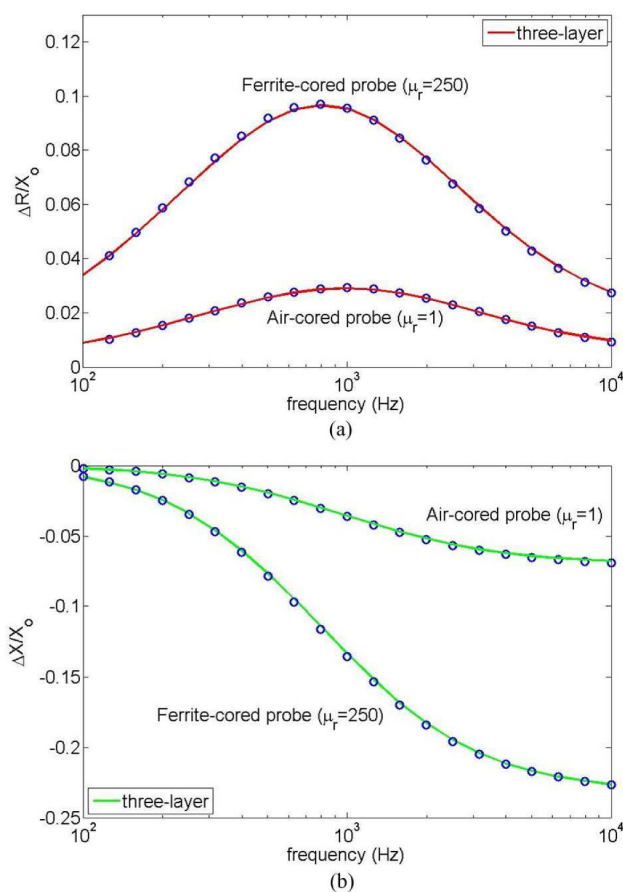 0.12
three-layer
Ferrite-cored probe (μr=250)
0.1
0.08
ΔR/Xo
0.06
0.04
0.02
Air-cored probe (μr=1)
0
10²
10³
10⁴
frequency (Hz)
(a)
0
Air-cored probe (μr=1)
-0.05
-0.1
ΔX/Xo
-0.15
Ferrite-cored probe (μr=250)
-0.2
three-layer
-0.25
10²
10³
10⁴
frequency (Hz)
(b)